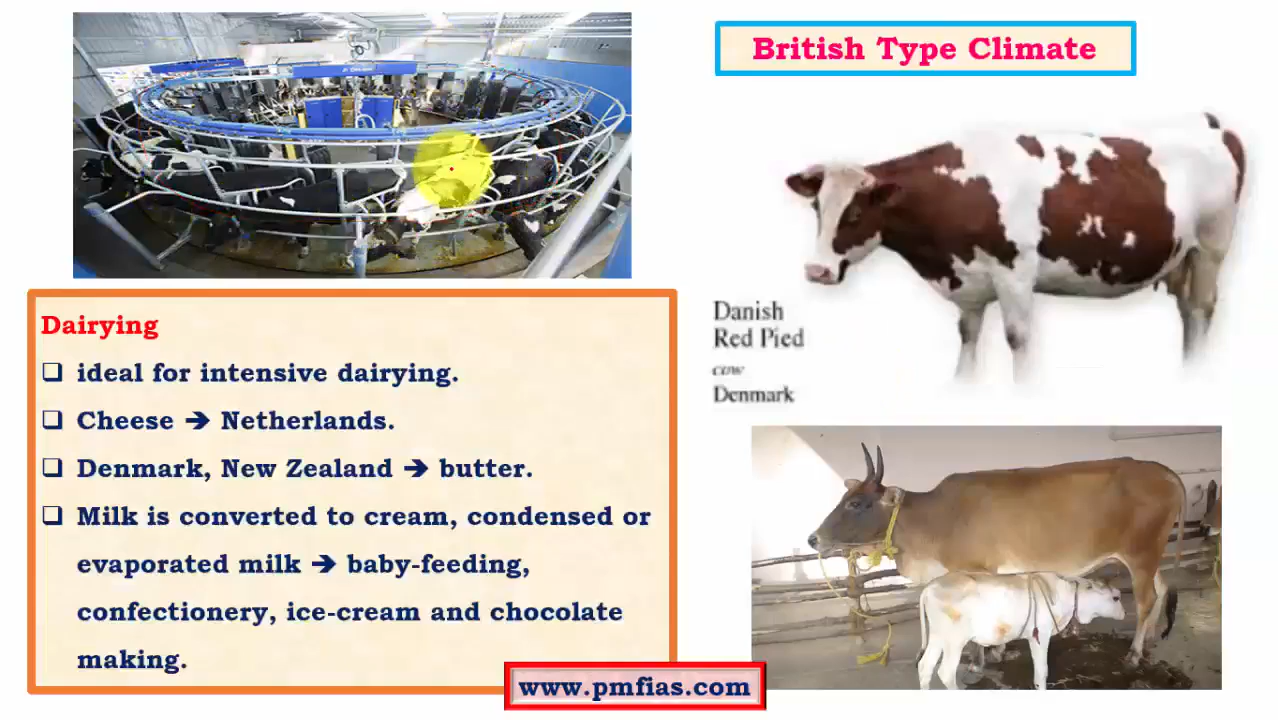 British Type Climate
Danish
Red Pied
cow
Denmark
Dairying
❑ ideal for intensive dairying.
❑ Cheese ➔ Netherlands.
❑ Denmark, New Zealand ➔ butter.
❑ Milk is converted to cream, condensed or
evaporated milk ➔ baby-feeding,
confectionery, ice-cream and chocolate
making.
www.pmfias.com